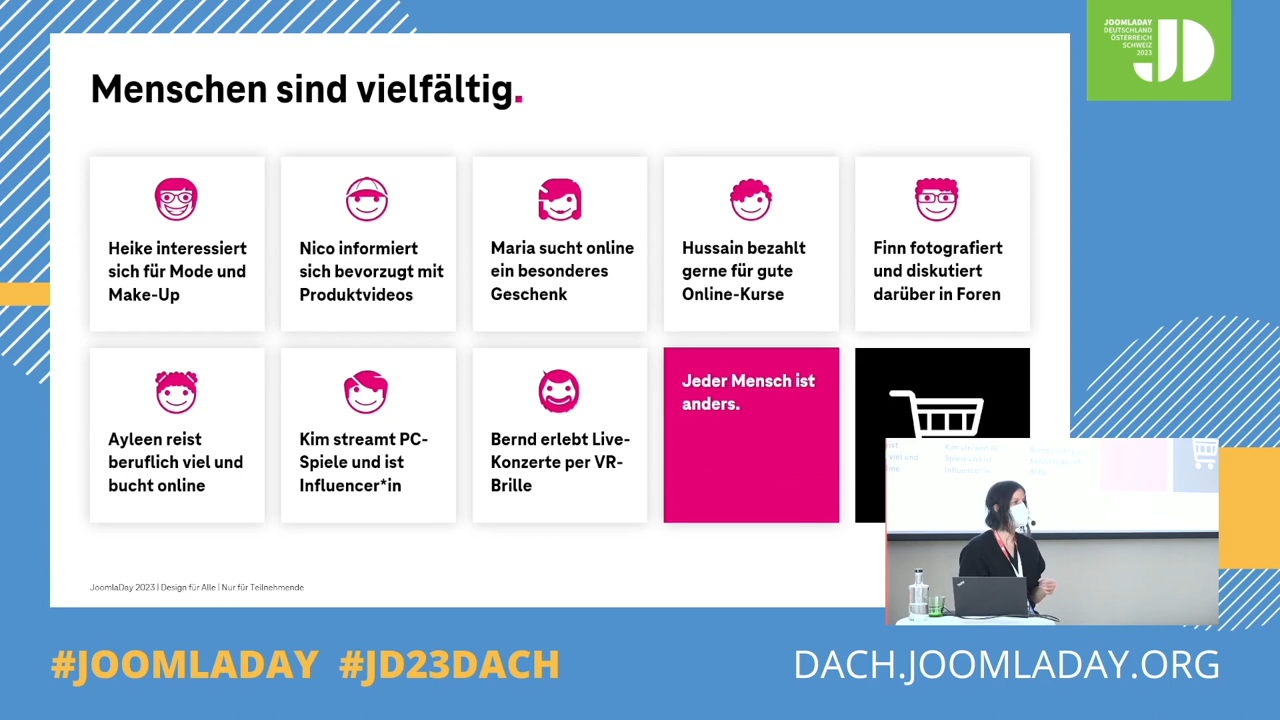 JOOMLADAY
DEUTSCHLAND
ÖSTERREICH
SCHWEIZ
2023
JD
Menschen sind vielfältig.
Heike interessiert
sich für Mode und
Make-Up
Nico informiert
sich bevorzugt mit
Produktvideos
Maria sucht online
ein besonderes
Geschenk
Hussain bezahlt
gerne für gute
Online-Kurse
Finn fotografiert
und diskutiert
darüber in Foren
Ayleen reist
beruflich viel und
bucht online
Kim streamt PC-
Spiele und ist
Influencer*in
Bernd erlebt Live-
Konzerte per VR-
Brille
Jeder Mensch ist
anders.
JoomlaDay 2023 | Design für Alle | Nur für Teilnehmende
#JOOMLADAY #JD23DACH
DACH.JOOMLADAY.ORG